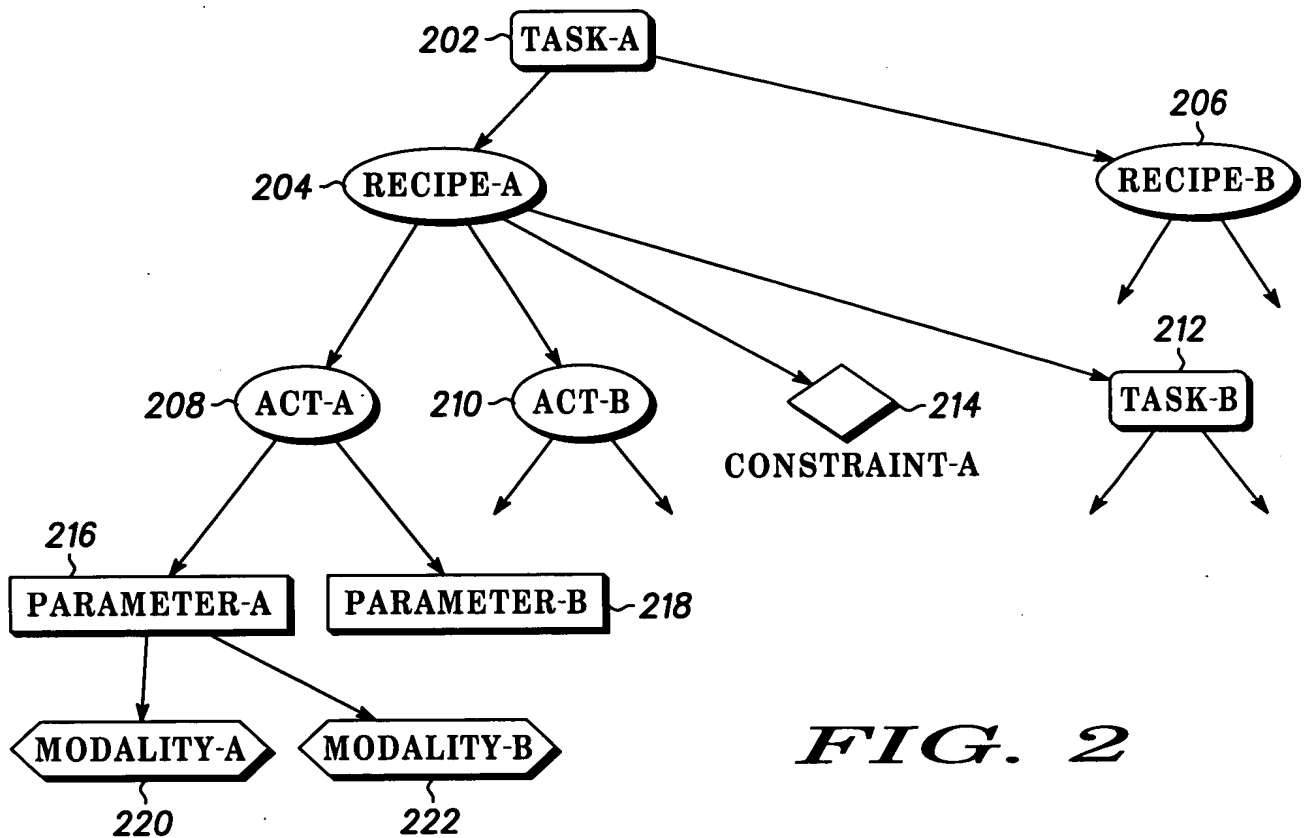 202
TASK-A
206
204
RECIPE-A
RECIPE-B
212
208
ACT-A
210
ACT-B
214
TASK-B
CONSTRAINT-A
216
PARAMETER-A
PARAMETER-B
218
MODALITY-A
MODALITY-B
FIG. 2
220
222